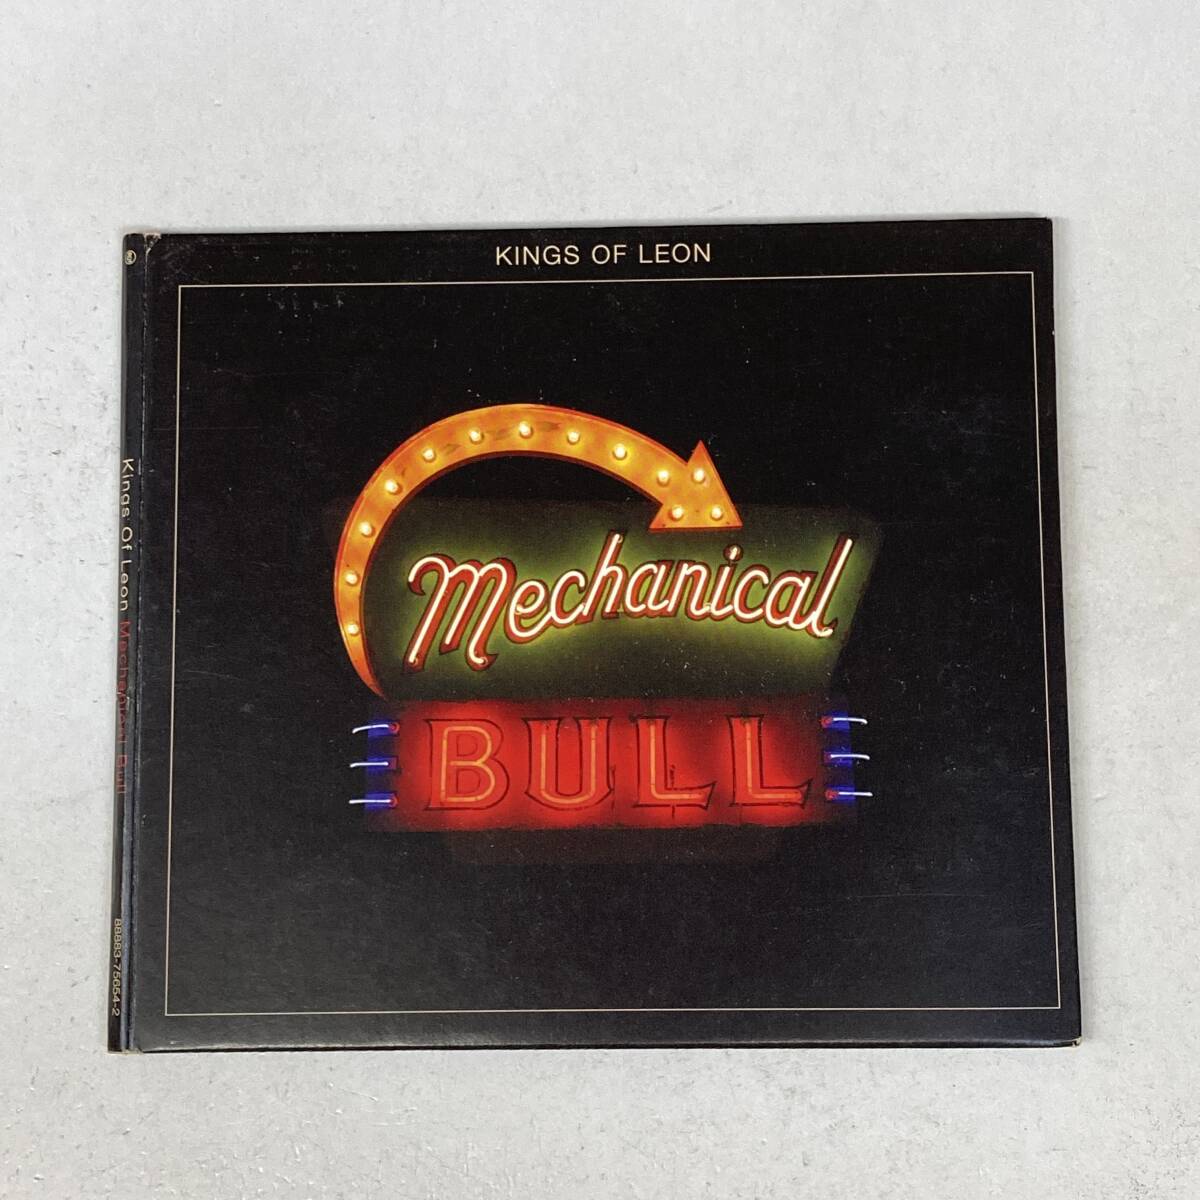 KINGS OF LEON
Mechanical
BULL
Kings Of Leon Mechanical Bull
88883-75654-2